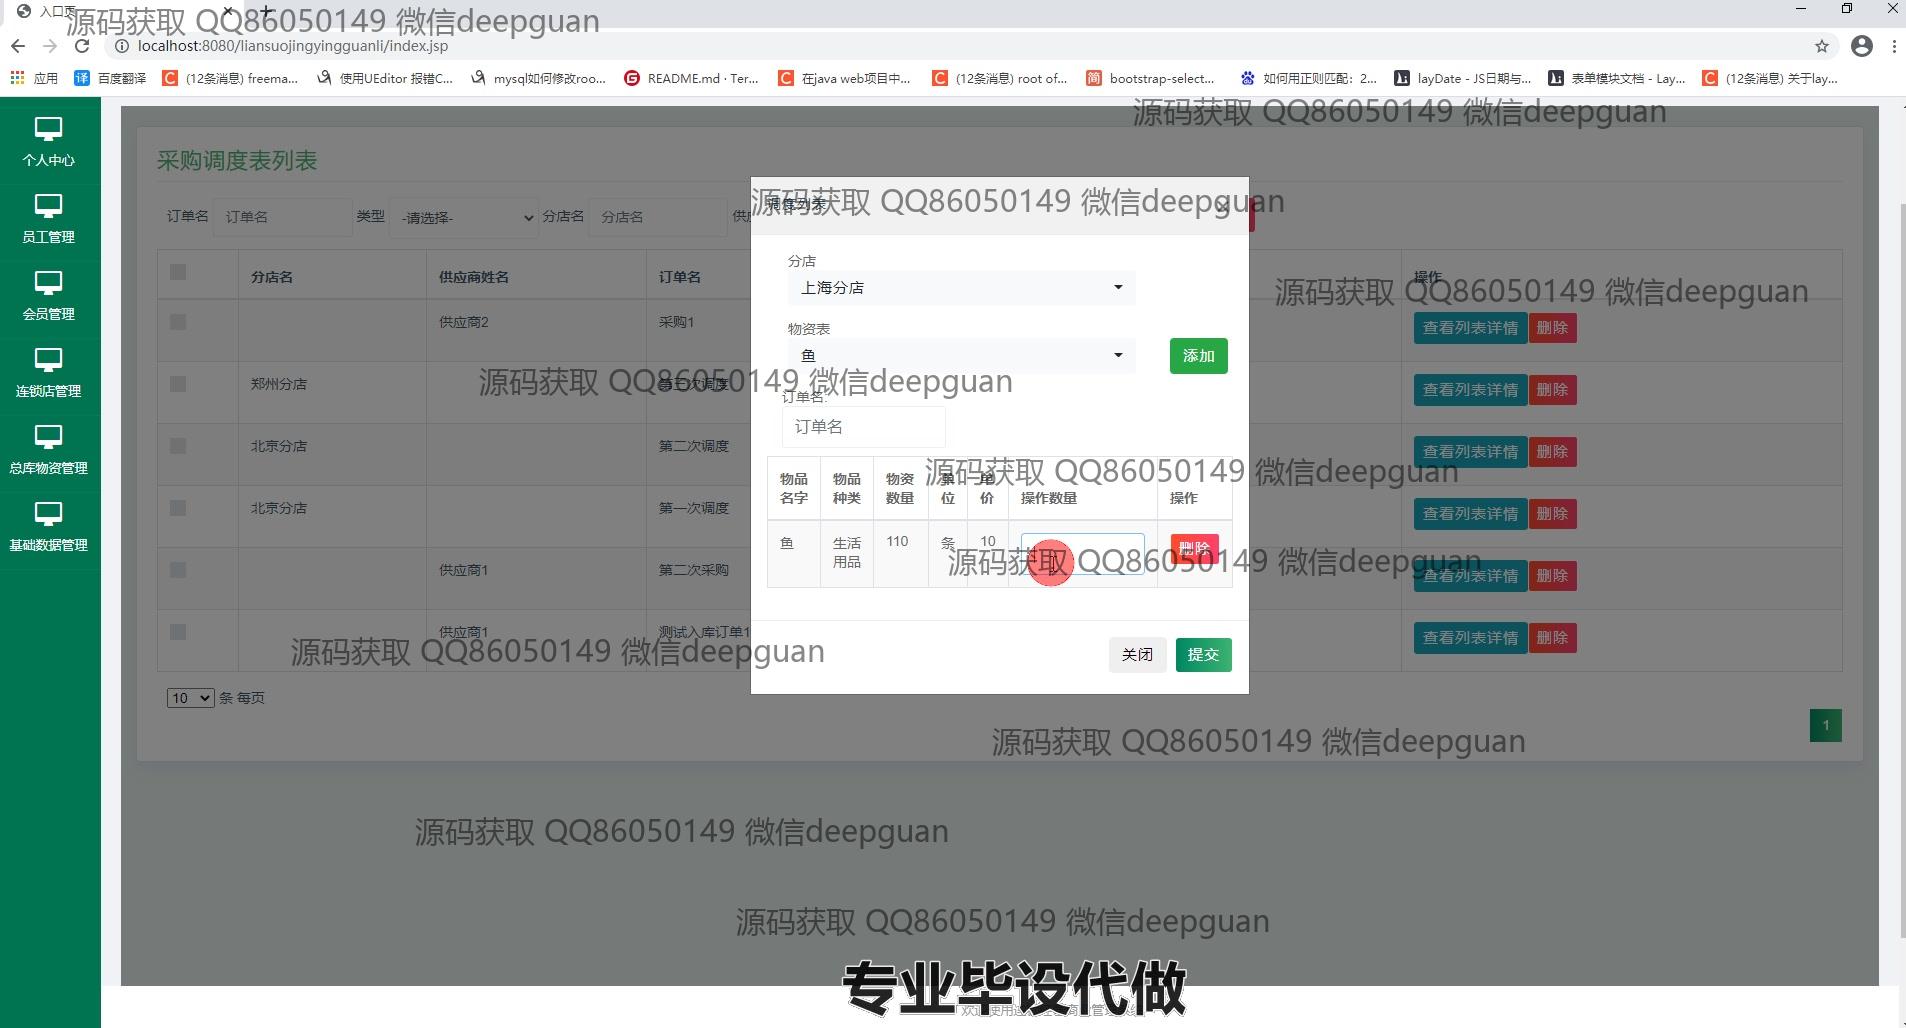 入口页
源码获取 QQ86050149 微信deepguan
localhost:8080/liansuojingyingguanli/index.jsp
应用 百度翻译 (12条消息) freema... 使用UEditor 报错C... mysql如何修改roo... README.md · Ter... 在java web项目中... (12条消息) root of... bootstrap-select... 如何用正则匹配：2... layDate - JS日期与... 表单模块文档 - Lay... (12条消息) 关于lay...
源码获取 QQ86050149 微信deepguan
个人中心
员工管理
会员管理
连锁店管理
总库物资管理
基础数据管理
采购调度表列表
订单名 订单名 类型 -请选择- 分店名 分店名
分店名 供应商姓名 订单名 操作
供应商2 采购1 查看列表详情 删除
郑州分店 第三次调度 查看列表详情 删除
北京分店 第二次调度 查看列表详情 删除
北京分店 第一次调度 查看列表详情 删除
供应商1 第二次采购 查看列表详情 删除
供应商1 测试入库订单1 查看列表详情 删除
10 条 每页
1
调度列表
源码获取 QQ86050149 微信deepguan
分店
上海分店
源码获取 QQ86050149 微信deepguan
物资表
鱼 添加
源码获取 QQ86050149 微信deepguan
订单名:
订单名
源码获取 QQ86050149 微信deepguan
物品名字 物品种类 物资数量 单位 单价 操作数量 操作
鱼 生活用品 110 条 10 删除
源码获取 QQ86050149 微信deepguan
关闭 提交
源码获取 QQ86050149 微信deepguan
源码获取 QQ86050149 微信deepguan
源码获取 QQ86050149 微信deepguan
源码获取 QQ86050149 微信deepguan
专业毕设代做